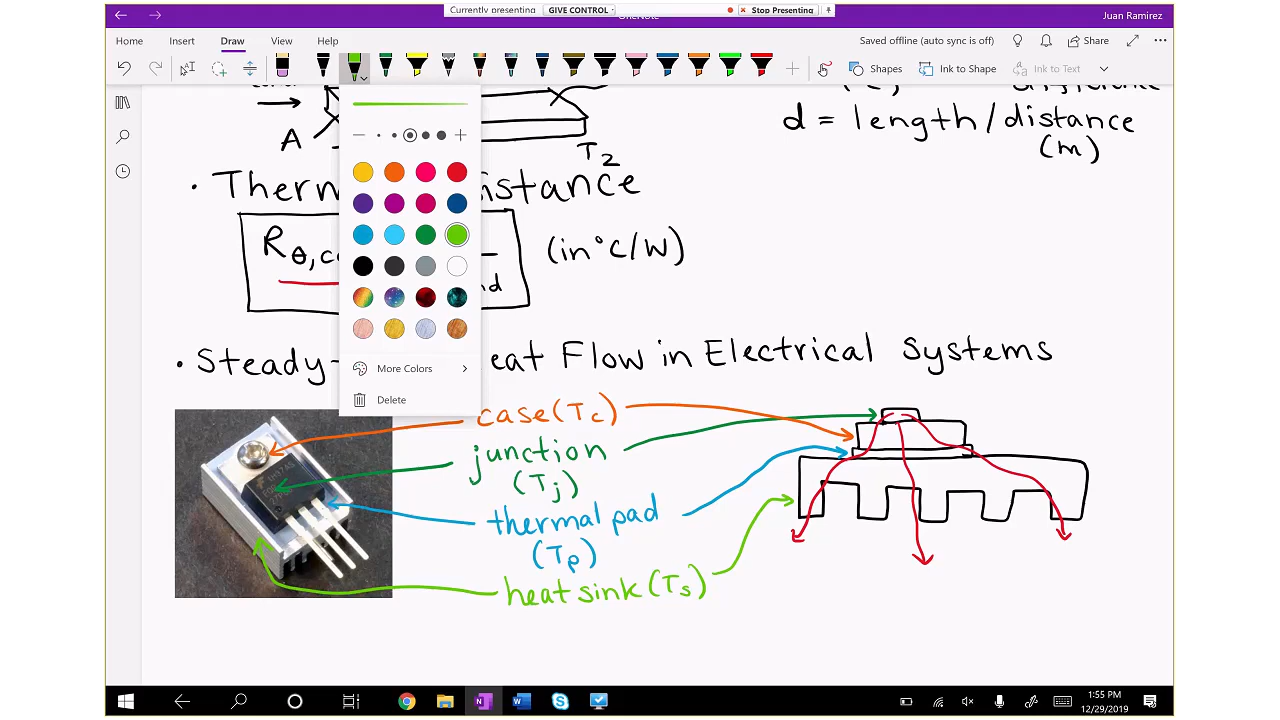 Currently presenting GIVE CONTROL Stop Presenting
Juan Ramirez
Home Insert Draw View Help
Saved offline (auto sync is off) Share
Shapes Ink to Shape Ink to Text
A
T2
d = length/distance
(m)
• Therm istance
Rθ,c
nd
(in°C/W)
More Colors
Delete
• Steady- eat Flow in Electrical Systems
case (Tc)
junction
(Tj)
thermal pad
(Tp)
heat sink (Ts)
1:55 PM
12/29/2019